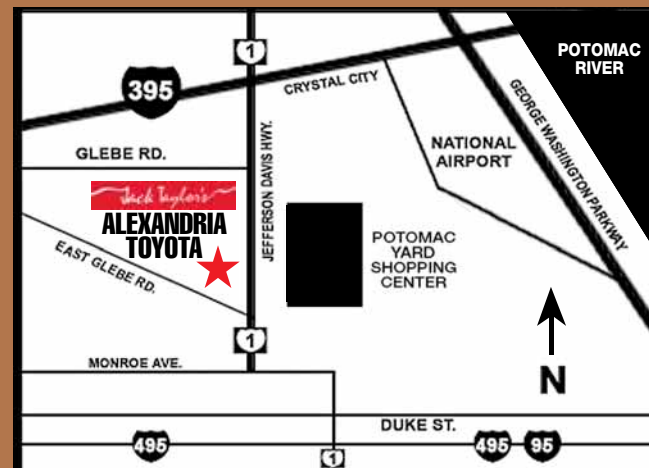 1
POTOMAC
RIVER
395
CRYSTAL CITY
GEORGE WASHINGTON PARKWAY
GLEBE RD.
JEFFERSON DAVIS HWY.
NATIONAL
AIRPORT
Jack Taylor's
ALEXANDRIA
TOYOTA
EAST GLEBE RD.
POTOMAC
YARD
SHOPPING
CENTER
1
MONROE AVE.
N
DUKE ST.
495
1
495
95